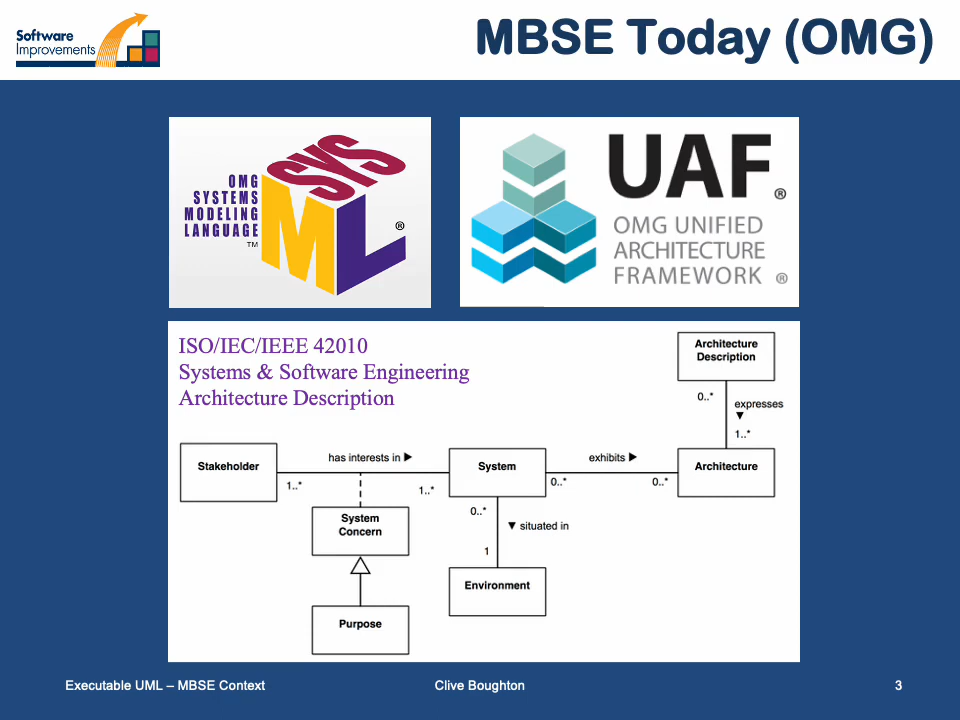 Software
Improvements
MBSE Today (OMG)
OMG
SYSTEMS
MODELING
LANGUAGE
TM
SYS
ML
®
UAF®
OMG UNIFIED
ARCHITECTURE
FRAMEWORK ®
ISO/IEC/IEEE 42010
Systems & Software Engineering
Architecture Description
Architecture
Description
0..*
expresses ▼
1..*
Stakeholder
has interests in ▶
1..*
1..*
System
exhibits ▶
0..*
0..*
Architecture
System
Concern
0..*
▼ situated in
1
Environment
Purpose
Executable UML – MBSE Context
Clive Boughton
3